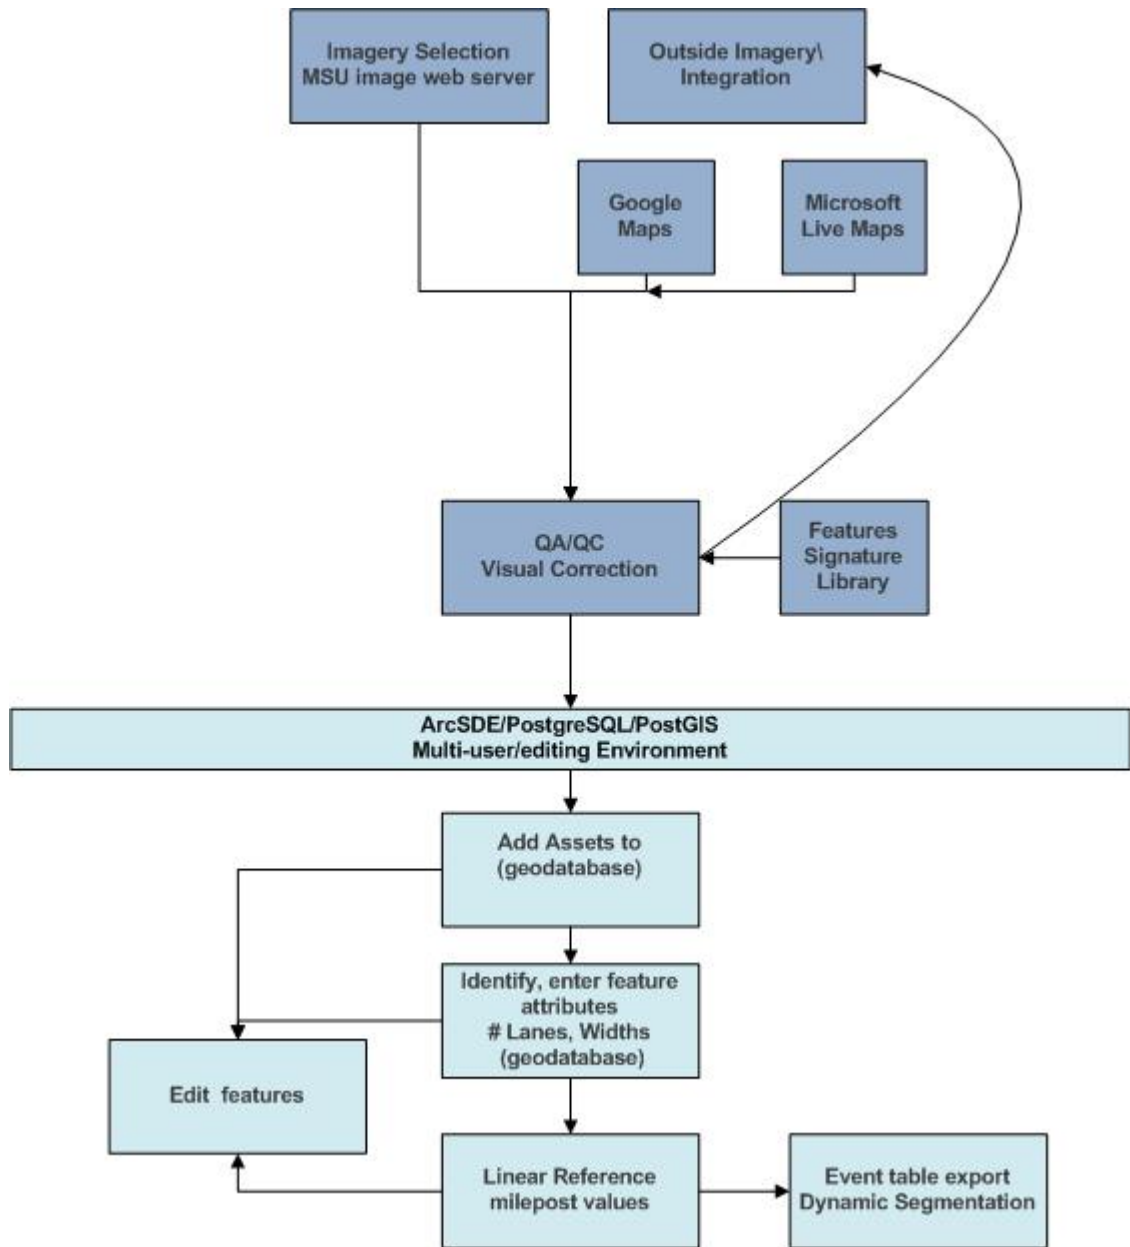 Imagery Selection
MSU image web server
Outside Imagery\
Integration
Google
Maps
Microsoft
Live Maps
QA/QC
Visual Correction
Features
Signature
Library
ArcSDE/PostgreSQL/PostGIS
Multi-user/editing Environment
Add Assets to
(geodatabase)
Identify, enter feature
attributes
# Lanes, Widths
(geodatabase)
Edit features
Linear Reference
milepost values
Event table export
Dynamic Segmentation